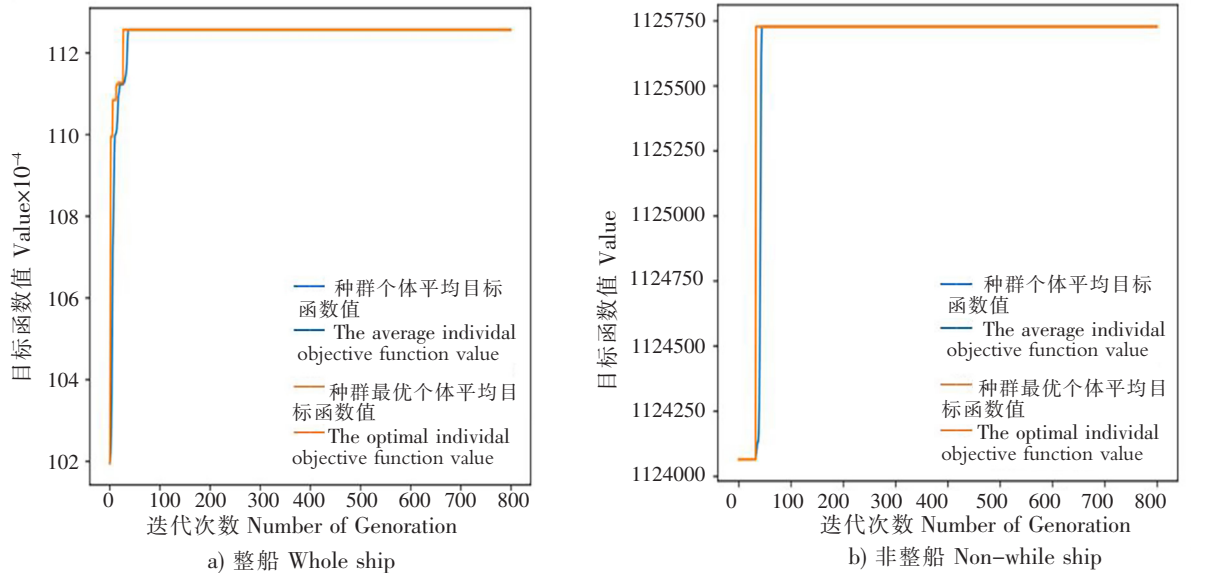 112
110
108
106
104
102
目标函数值 Value×10⁻⁴
种群个体平均目标
函数值
The average individal
objective function value
种群最优个体平均目
标函数值
The optimal individal
objective function value
0 100 200 300 400 500 600 700 800
迭代次数 Number of Genoration
a) 整船 Whole ship
1125750
1125500
1125250
1125000
1124750
1124500
1124250
1124000
目标函数值 Value
种群个体平均目标
函数值
The average individal
objective function value
种群最优个体平均目
标函数值
The optimal individal
objective function value
0 100 200 300 400 500 600 700 800
迭代次数 Number of Genoration
b) 非整船 Non-while ship